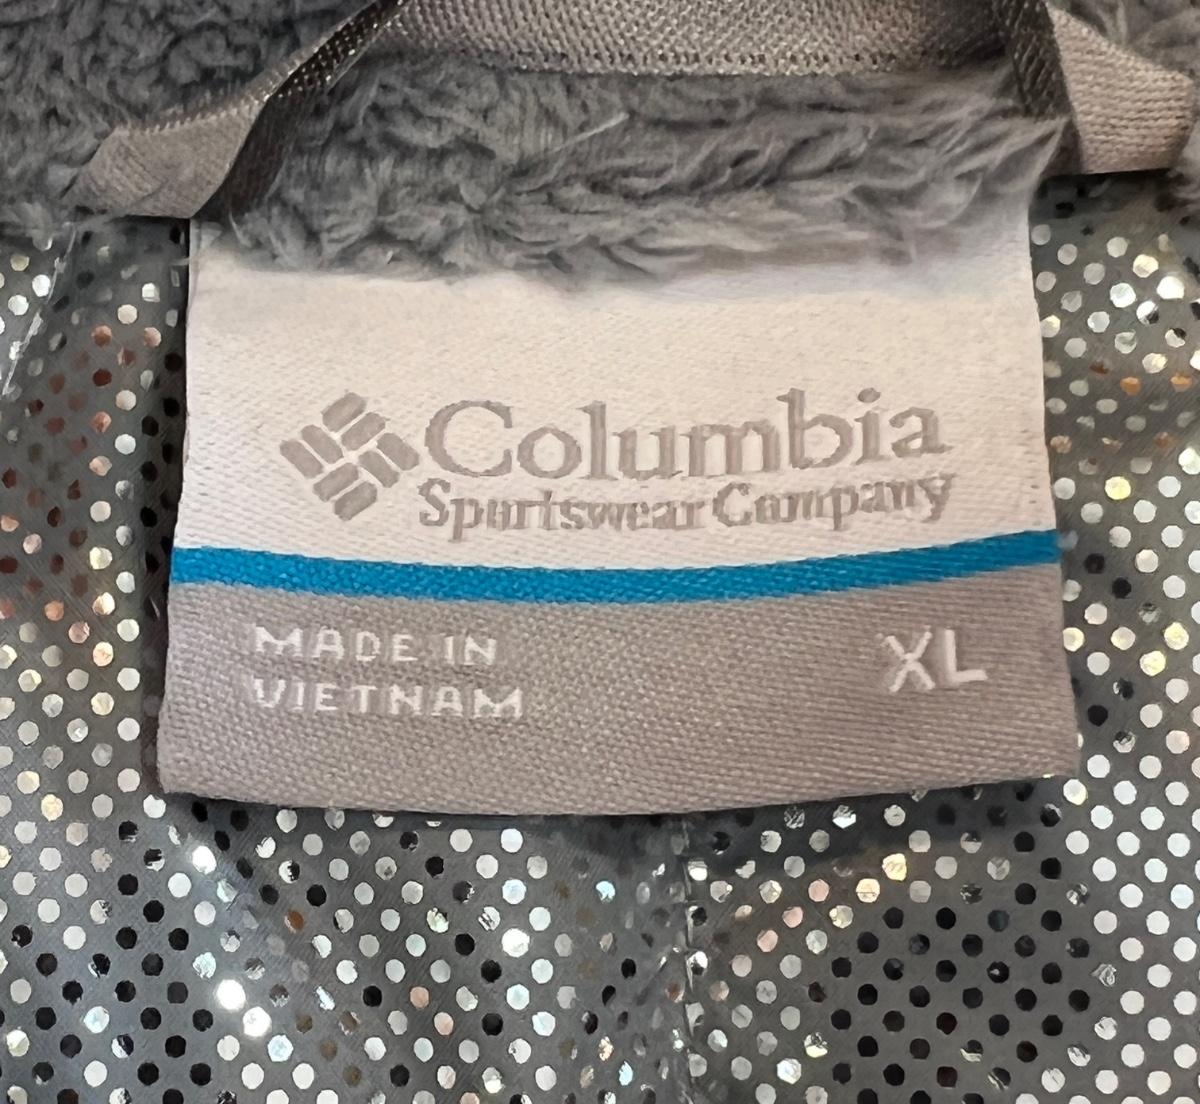 Columbia
Sportswear Company
MADE IN
VIETNAM
XL